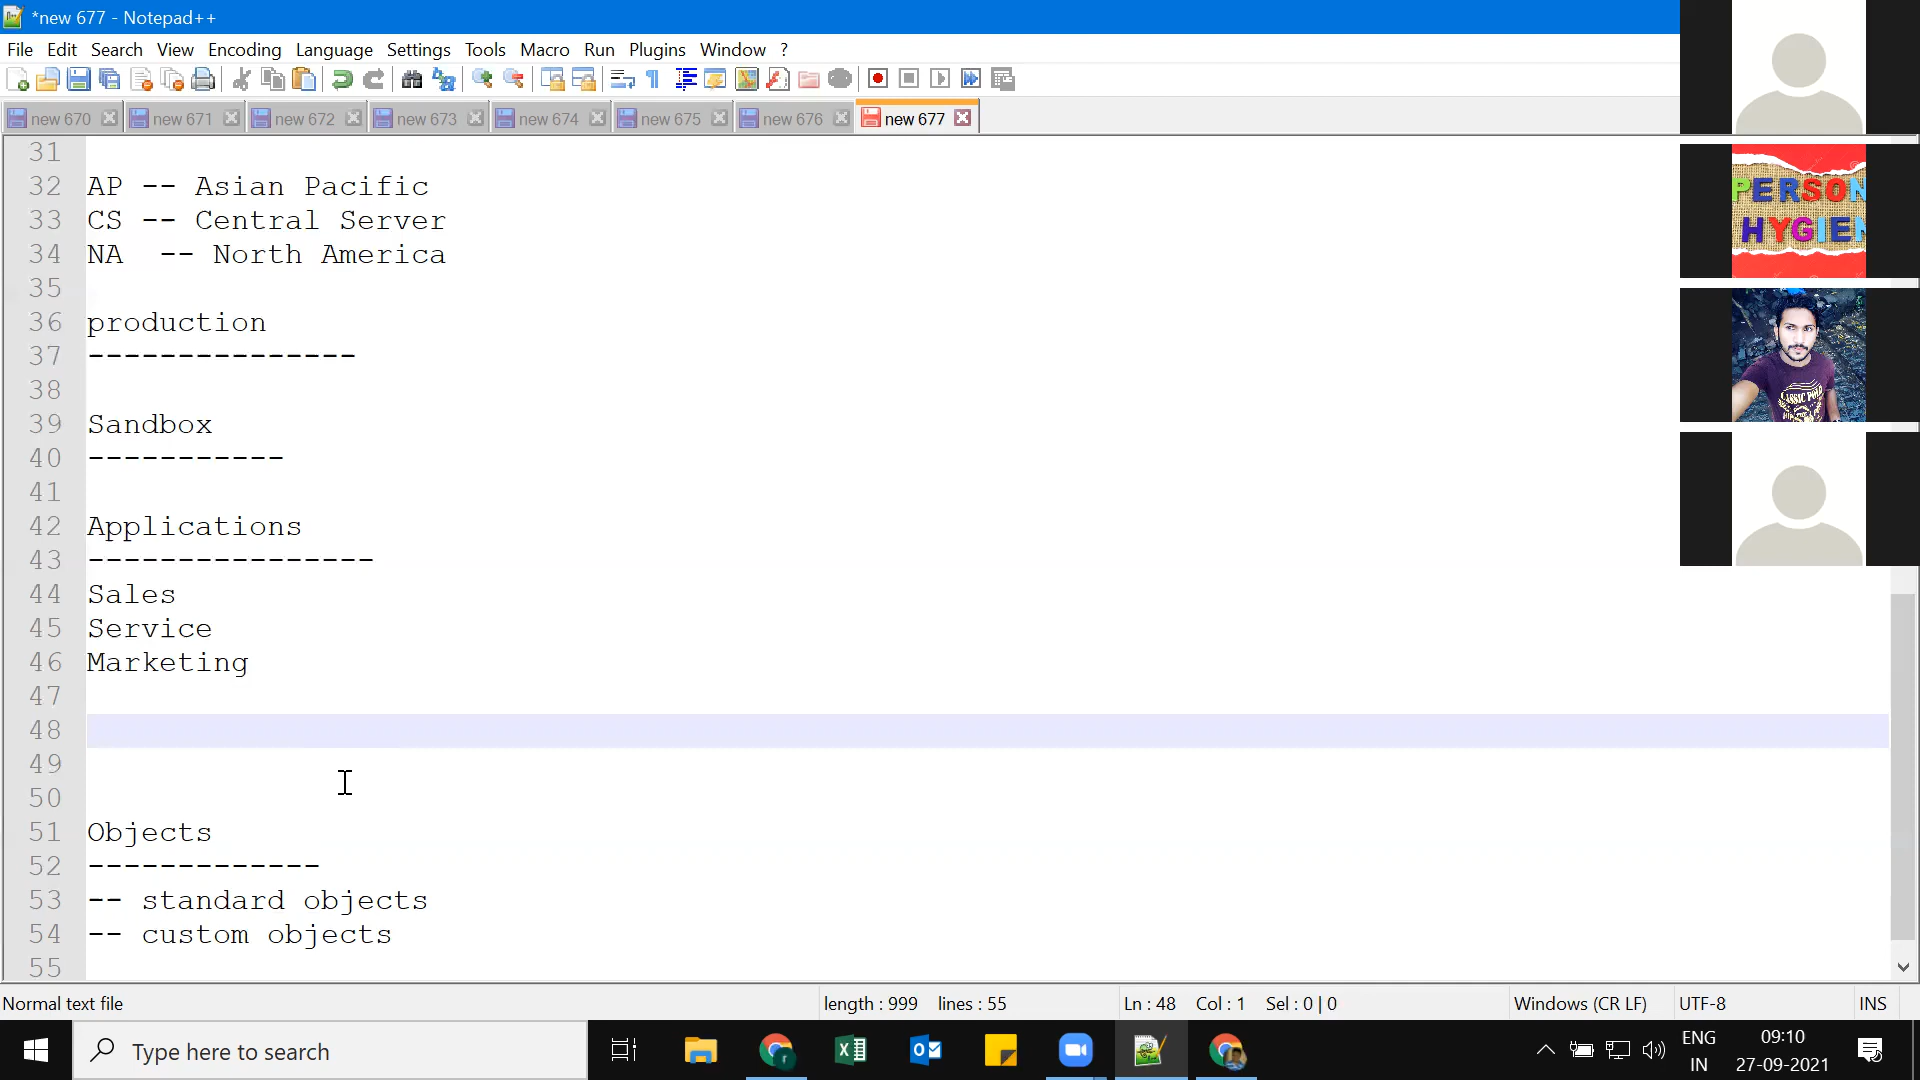 *new 677 - Notepad++
File Edit Search View Encoding Language Settings Tools Macro Run Plugins Window ?
new 670 new 671 new 672 new 673 new 674 new 675 new 676 new 677
31
32 AP -- Asian Pacific
33 CS -- Central Server
34 NA  -- North America
35
36 production
37 ---------------
38
39 Sandbox
40 -----------
41
42 Applications
43 ----------------
44 Sales
45 Service
46 Marketing
47
48
49
50
51 Objects
52 -------------
53 -- standard objects
54 -- custom objects
55
PERSON
HYGIE
CLASSIC POLO
Normal text file length : 999 lines : 55 Ln : 48 Col : 1 Sel : 0 | 0 Windows (CR LF) UTF-8 INS
Type here to search
ENG
IN
09:10
27-09-2021